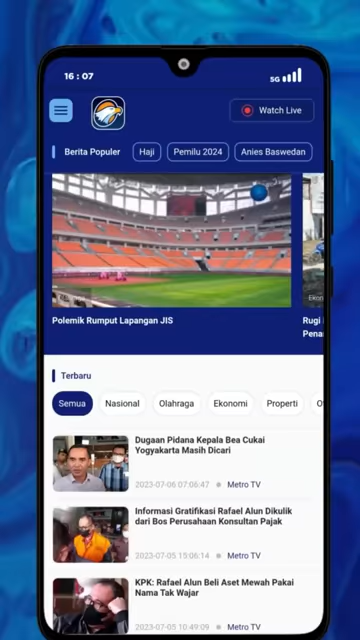 16 : 07
5G
Watch Live
Berita Populer
Haji
Pemilu 2024
Anies Baswedan
Ekon
Polemik Rumput Lapangan JIS
Rugi
Pena
Terbaru
Semua
Nasional
Olahraga
Ekonomi
Properti
Dugaan Pidana Kepala Bea Cukai
Yogyakarta Masih Dicari
2023-07-06 07:06:47
Metro TV
Informasi Gratifikasi Rafael Alun Dikulik
dari Bos Perusahaan Konsultan Pajak
2023-07-05 15:06:14
Metro TV
KPK: Rafael Alun Beli Aset Mewah Pakai
Nama Tak Wajar
2023-07-05 10:49:09
Metro TV